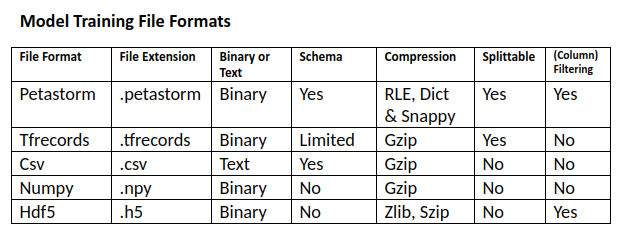 Model Training File Formats
File Format File Extension Binary or Text Schema Compression Splittable (Column) Filtering
Petastorm .petastorm Binary Yes RLE, Dict & Snappy Yes Yes
Tfrecords .tfrecords Binary Limited Gzip Yes No
Csv .csv Text Yes Gzip No No
Numpy .npy Binary No Gzip No No
Hdf5 .h5 Binary No Zlib, Szip No Yes